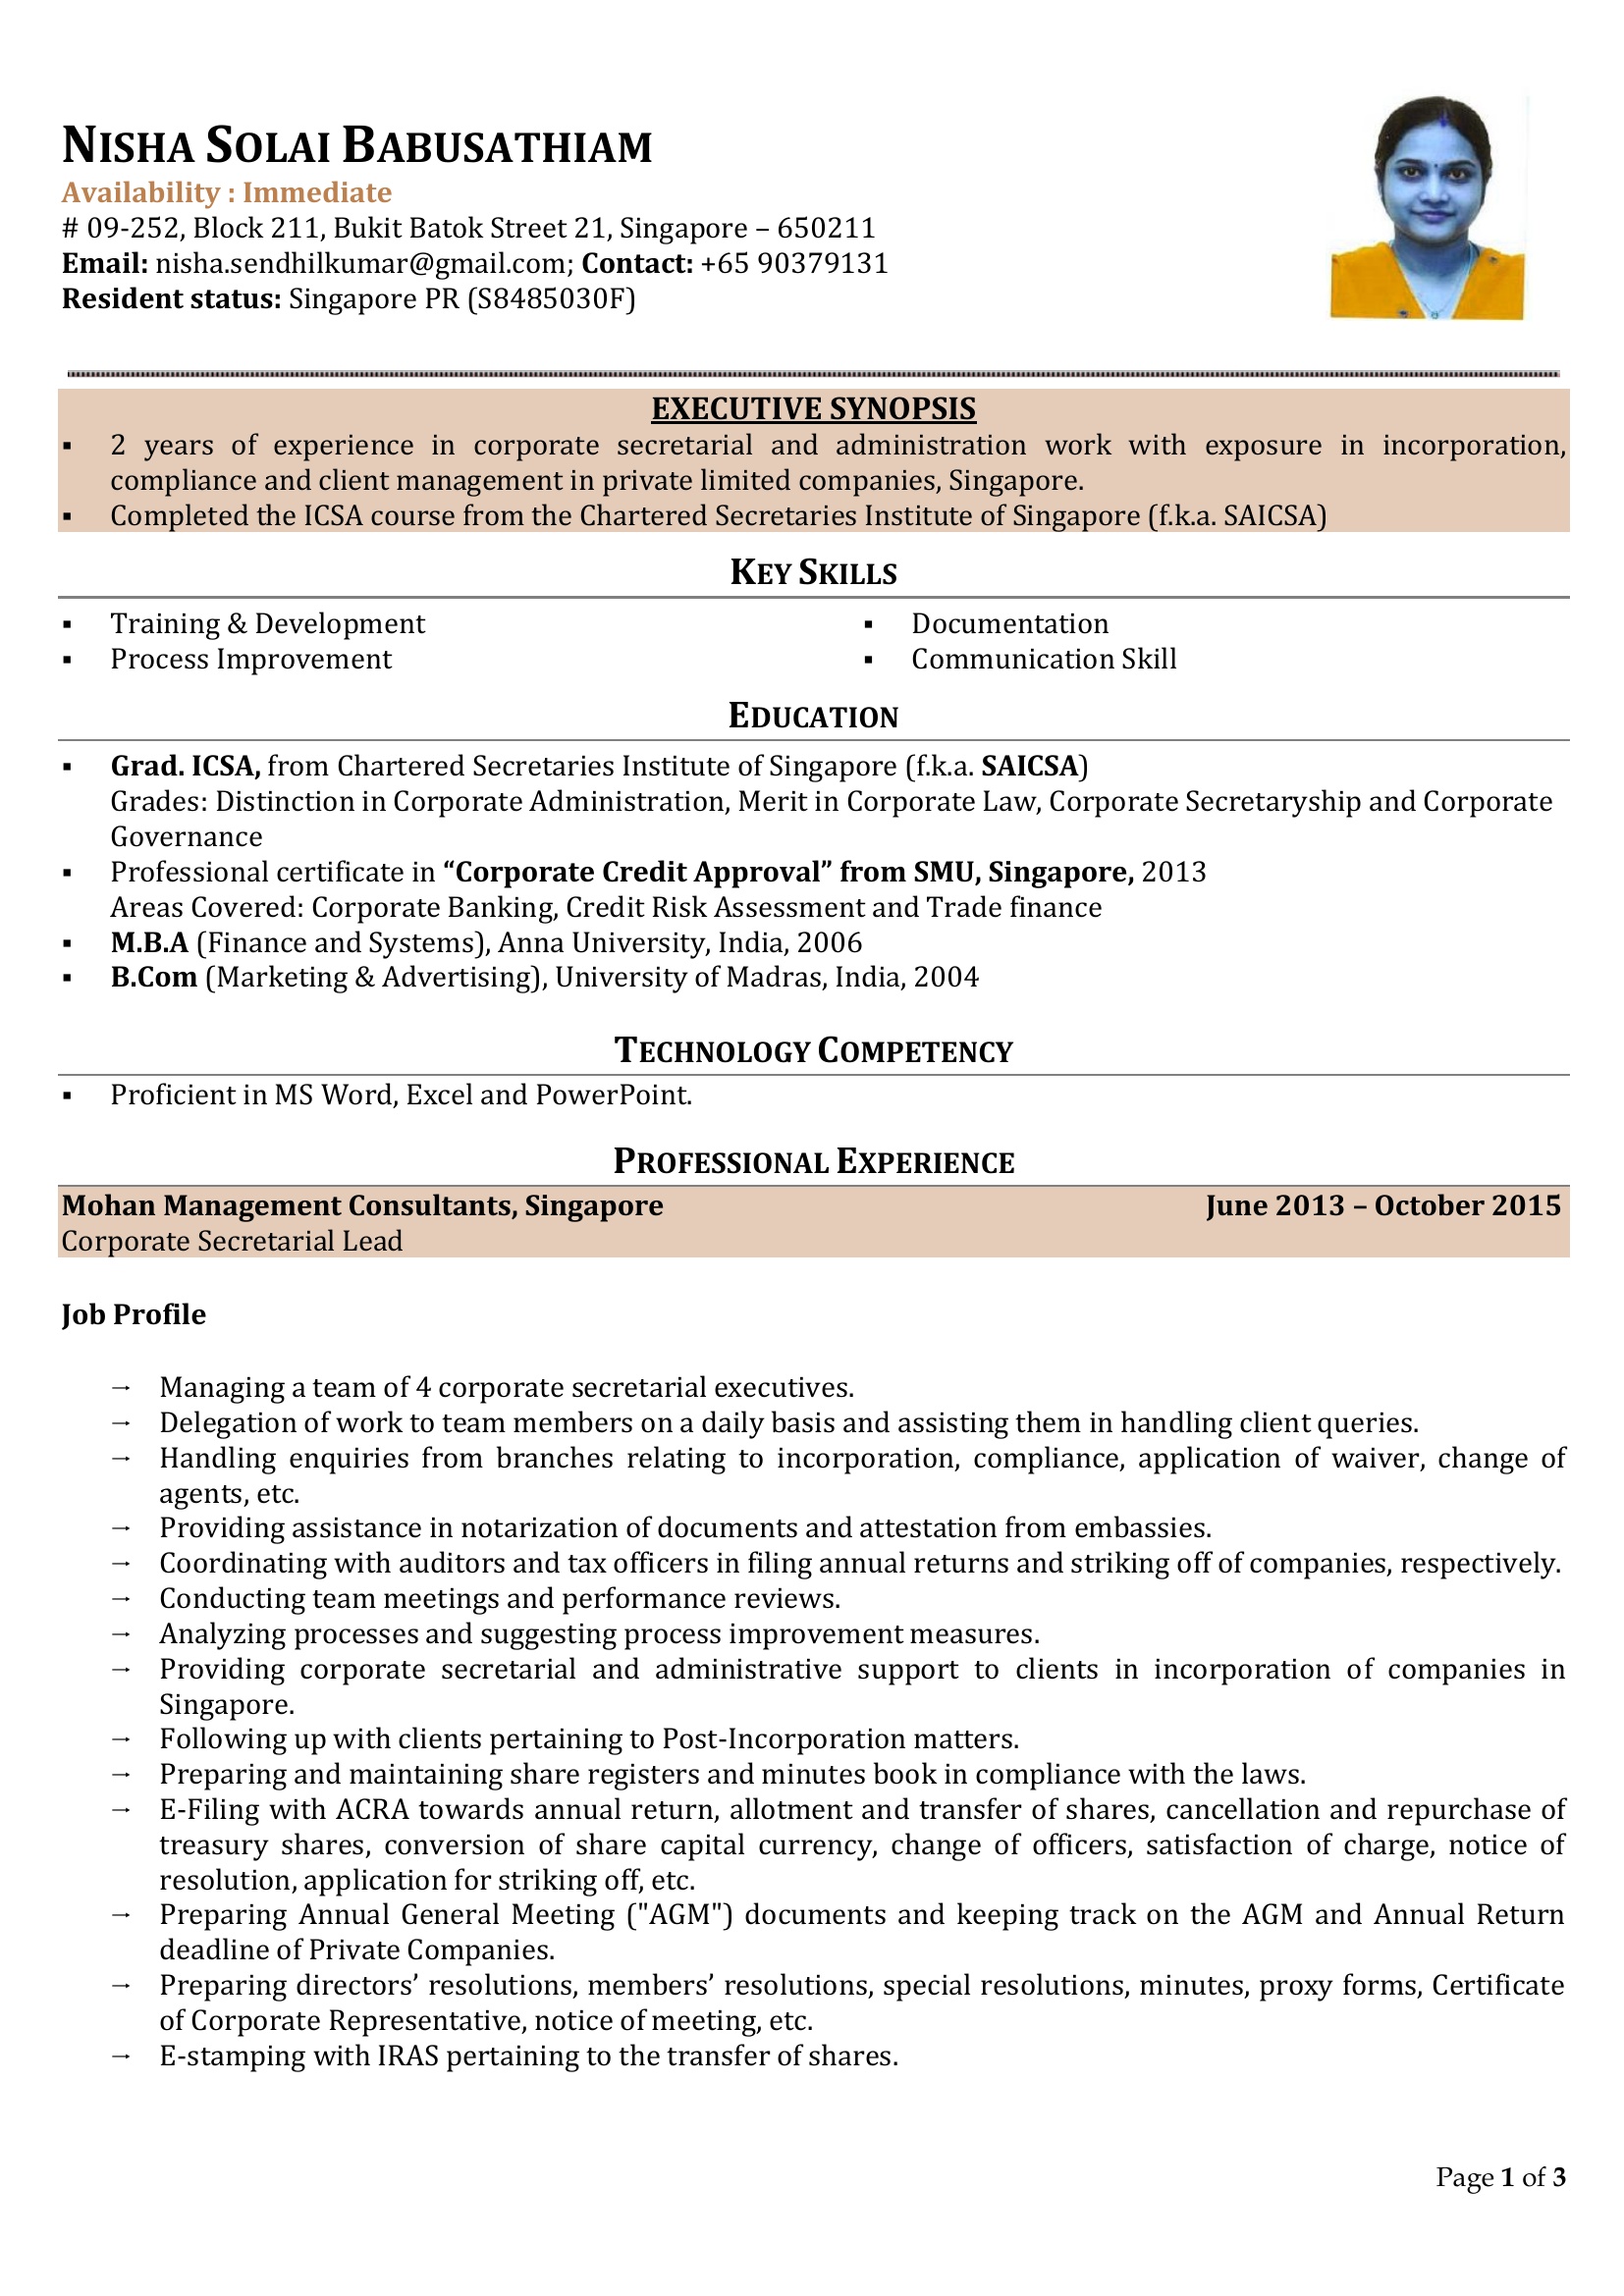 NISHA SOLAI BABUSATHIAM
Availability : Immediate
# 09-252, Block 211, Bukit Batok Street 21, Singapore – 650211
Email: nisha.sendhilkumar@gmail.com; Contact: +65 90379131
Resident status: Singapore PR (S8485030F)
EXECUTIVE SYNOPSIS
▪ 2 years of experience in corporate secretarial and administration work with exposure in incorporation,
compliance and client management in private limited companies, Singapore.
▪ Completed the ICSA course from the Chartered Secretaries Institute of Singapore (f.k.a. SAICSA)
KEY SKILLS
▪ Training & Development
▪ Process Improvement
▪ Documentation
▪ Communication Skill
EDUCATION
▪ Grad. ICSA, from Chartered Secretaries Institute of Singapore (f.k.a. SAICSA)
Grades: Distinction in Corporate Administration, Merit in Corporate Law, Corporate Secretaryship and Corporate
Governance
▪ Professional certificate in “Corporate Credit Approval” from SMU, Singapore, 2013
Areas Covered: Corporate Banking, Credit Risk Assessment and Trade finance
▪ M.B.A (Finance and Systems), Anna University, India, 2006
▪ B.Com (Marketing & Advertising), University of Madras, India, 2004
TECHNOLOGY COMPETENCY
▪ Proficient in MS Word, Excel and PowerPoint.
PROFESSIONAL EXPERIENCE
Mohan Management Consultants, Singapore June 2013 – October 2015
Corporate Secretarial Lead
Job Profile
→ Managing a team of 4 corporate secretarial executives.
→ Delegation of work to team members on a daily basis and assisting them in handling client queries.
→ Handling enquiries from branches relating to incorporation, compliance, application of waiver, change of
agents, etc.
→ Providing assistance in notarization of documents and attestation from embassies.
→ Coordinating with auditors and tax officers in filing annual returns and striking off of companies, respectively.
→ Conducting team meetings and performance reviews.
→ Analyzing processes and suggesting process improvement measures.
→ Providing corporate secretarial and administrative support to clients in incorporation of companies in
Singapore.
→ Following up with clients pertaining to Post-Incorporation matters.
→ Preparing and maintaining share registers and minutes book in compliance with the laws.
→ E-Filing with ACRA towards annual return, allotment and transfer of shares, cancellation and repurchase of
treasury shares, conversion of share capital currency, change of officers, satisfaction of charge, notice of
resolution, application for striking off, etc.
→ Preparing Annual General Meeting ("AGM") documents and keeping track on the AGM and Annual Return
deadline of Private Companies.
→ Preparing directors’ resolutions, members’ resolutions, special resolutions, minutes, proxy forms, Certificate
of Corporate Representative, notice of meeting, etc.
→ E-stamping with IRAS pertaining to the transfer of shares.
Page 1 of 3